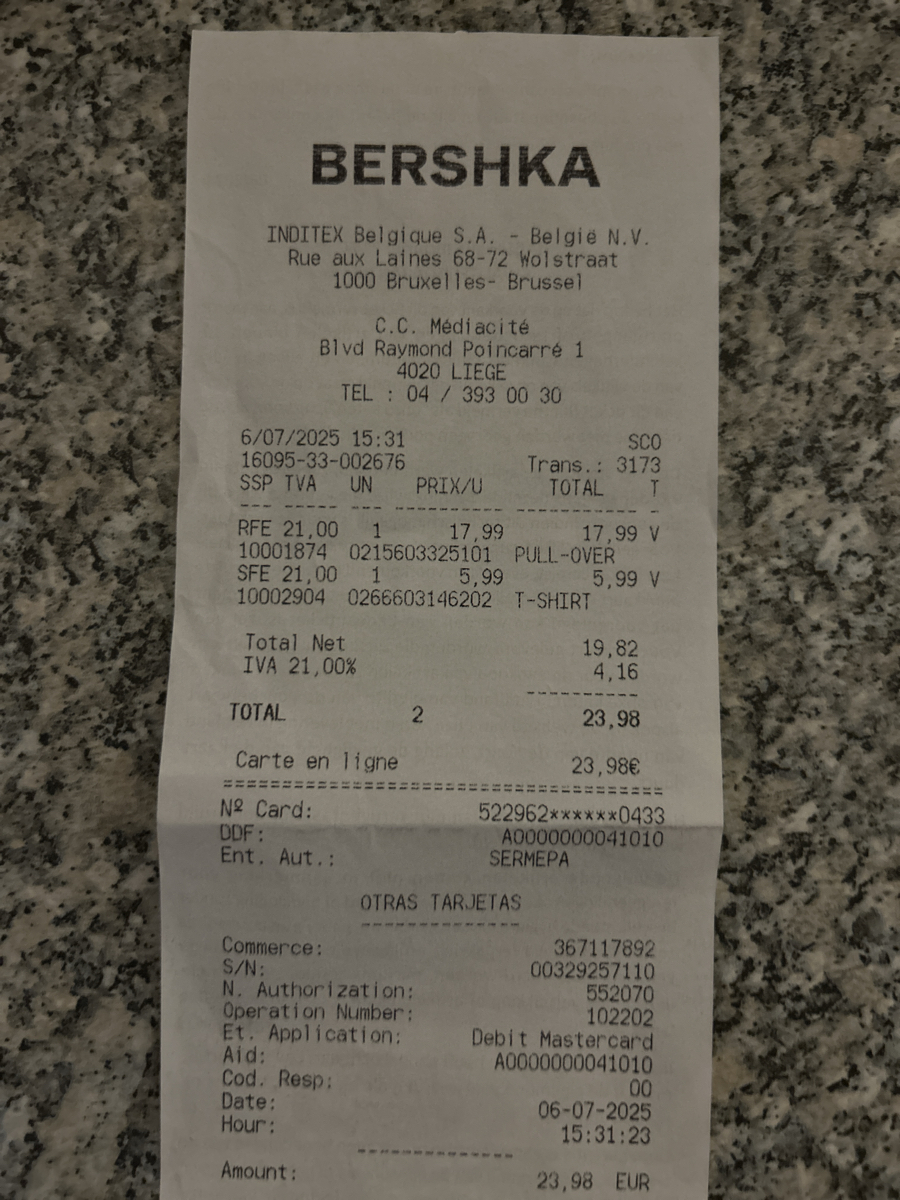 BERSHKA
INDITEX Belgique S.A. - België N.V.
Rue aux Laines 68-72 Wolstraat
1000 Bruxelles- Brussel
C.C. Médiacité
Blvd Raymond Poincarré 1
4020 LIEGE
TEL : 04 / 393 00 30
6/07/2025 15:31 SCO
16095-33-002676 Trans.: 3173
SSP TVA UN PRIX/U TOTAL T
--- ----- --- ---------- ----------- -
RFE 21,00 1 17,99 17,99 V
10001874 0215603325101 PULL-OVER
SFE 21,00 1 5,99 5,99 V
10002904 0266603146202 T-SHIRT
Total Net 19,82
IVA 21,00% 4,16
----------
TOTAL 2 23,98
Carte en ligne 23,98€
========================================
Nº Card: 522962******0433
DDF: A0000000041010
Ent. Aut.: SERMEPA
OTRAS TARJETAS
--------------
Commerce: 367117892
S/N: 00329257110
N. Authorization: 552070
Operation Number: 102202
Et. Application: Debit Mastercard
Aid: A0000000041010
Cod. Resp: 00
Date: 06-07-2025
Hour: 15:31:23
--------------
Amount: 23,98 EUR